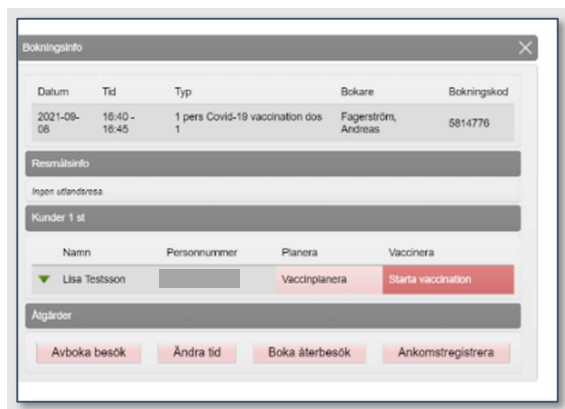 Bokningsinfo
Datum Tid Typ Bokare Bokningskod
2021-09- 16:40 - 1 pers Covid-19 vaccination dos Fagerström, 5814776
08 16:45 1 Andreas
Resmålsinfo
Ingen utlandsresa.
Kunder 1 st
Namn Personnummer Planera Vaccinera
Lisa Testsson Vaccinplanera Starta vaccination
Åtgärder
Avboka besök Ändra tid Boka återbesök Ankomstregistrera